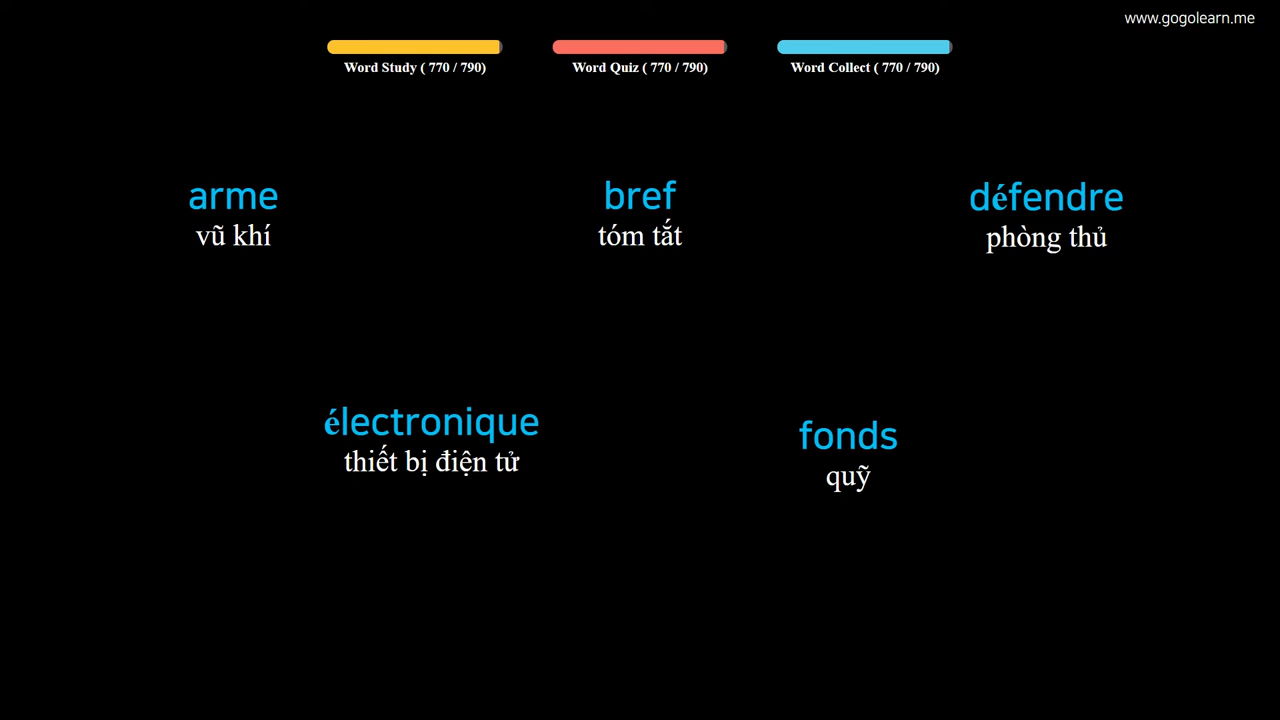 www.gogolearn.me
Word Study ( 770 / 790)
Word Quiz ( 770 / 790)
Word Collect ( 770 / 790)
arme
vũ khí
bref
tóm tắt
défendre
phòng thủ
électronique
thiết bị điện tử
fonds
quỹ